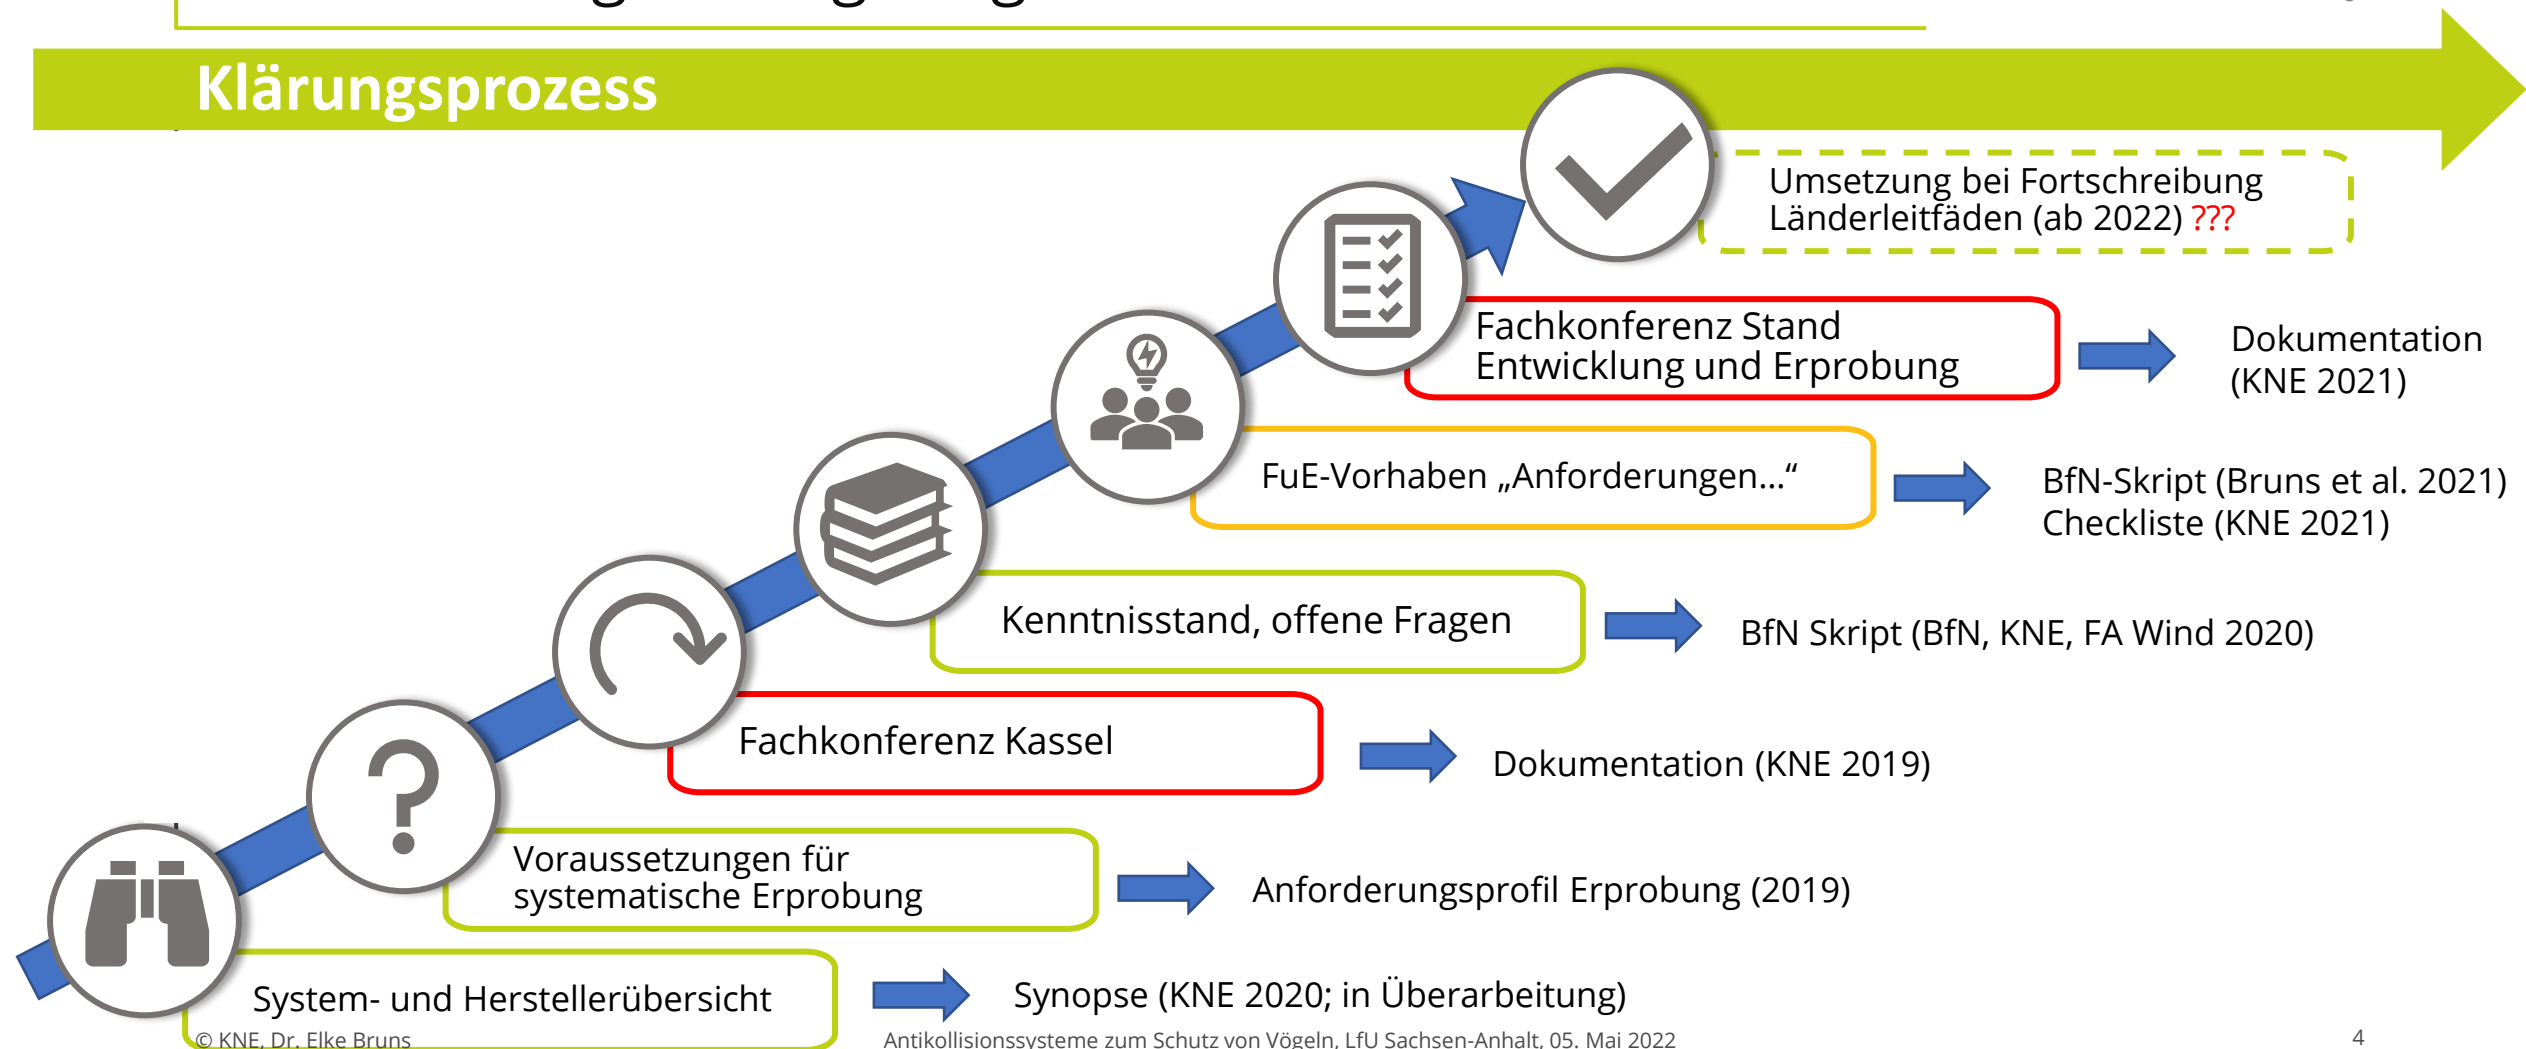 Klärungsprozess
Umsetzung bei Fortschreibung
Länderleitfäden (ab 2022) ???
Fachkonferenz Stand
Entwicklung und Erprobung
Dokumentation
(KNE 2021)
FuE-Vorhaben „Anforderungen...“
BfN-Skript (Bruns et al. 2021)
Checkliste (KNE 2021)
Kenntnisstand, offene Fragen
BfN Skript (BfN, KNE, FA Wind 2020)
Fachkonferenz Kassel
Dokumentation (KNE 2019)
Voraussetzungen für
systematische Erprobung
Anforderungsprofil Erprobung (2019)
System- und Herstellerübersicht
Synopse (KNE 2020; in Überarbeitung)
© KNE, Dr. Elke Bruns
Antikollisionssysteme zum Schutz von Vögeln, LfU Sachsen-Anhalt, 05. Mai 2022
4